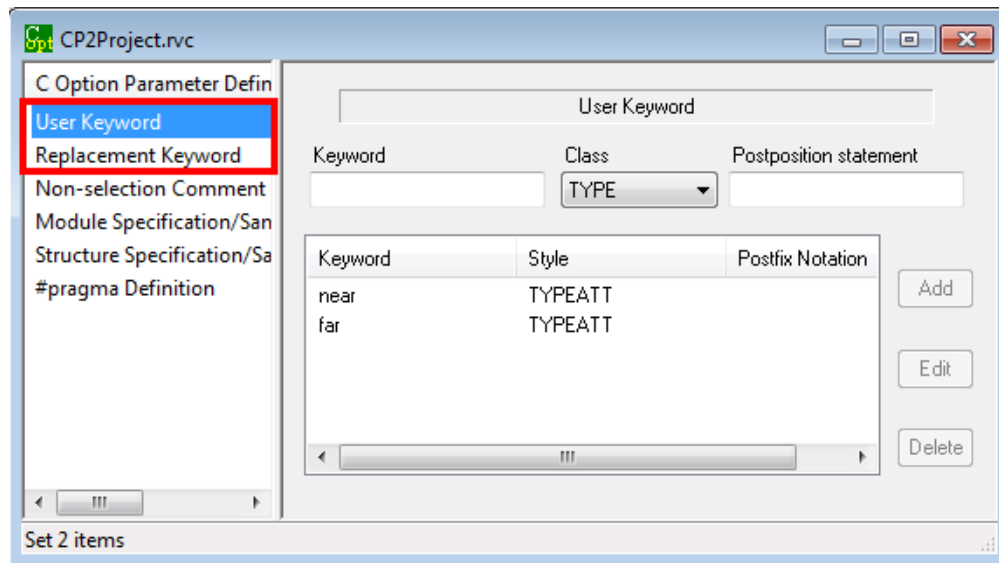 Copt CP2Project.rvc
C Option Parameter Defin
User Keyword
Replacement Keyword
Non-selection Comment
Module Specification/San
Structure Specification/Sa
#pragma Definition
User Keyword
Keyword Class Postposition statement
TYPE
Keyword Style Postfix Notation
near TYPEATT
far TYPEATT
Add
Edit
Delete
Set 2 items